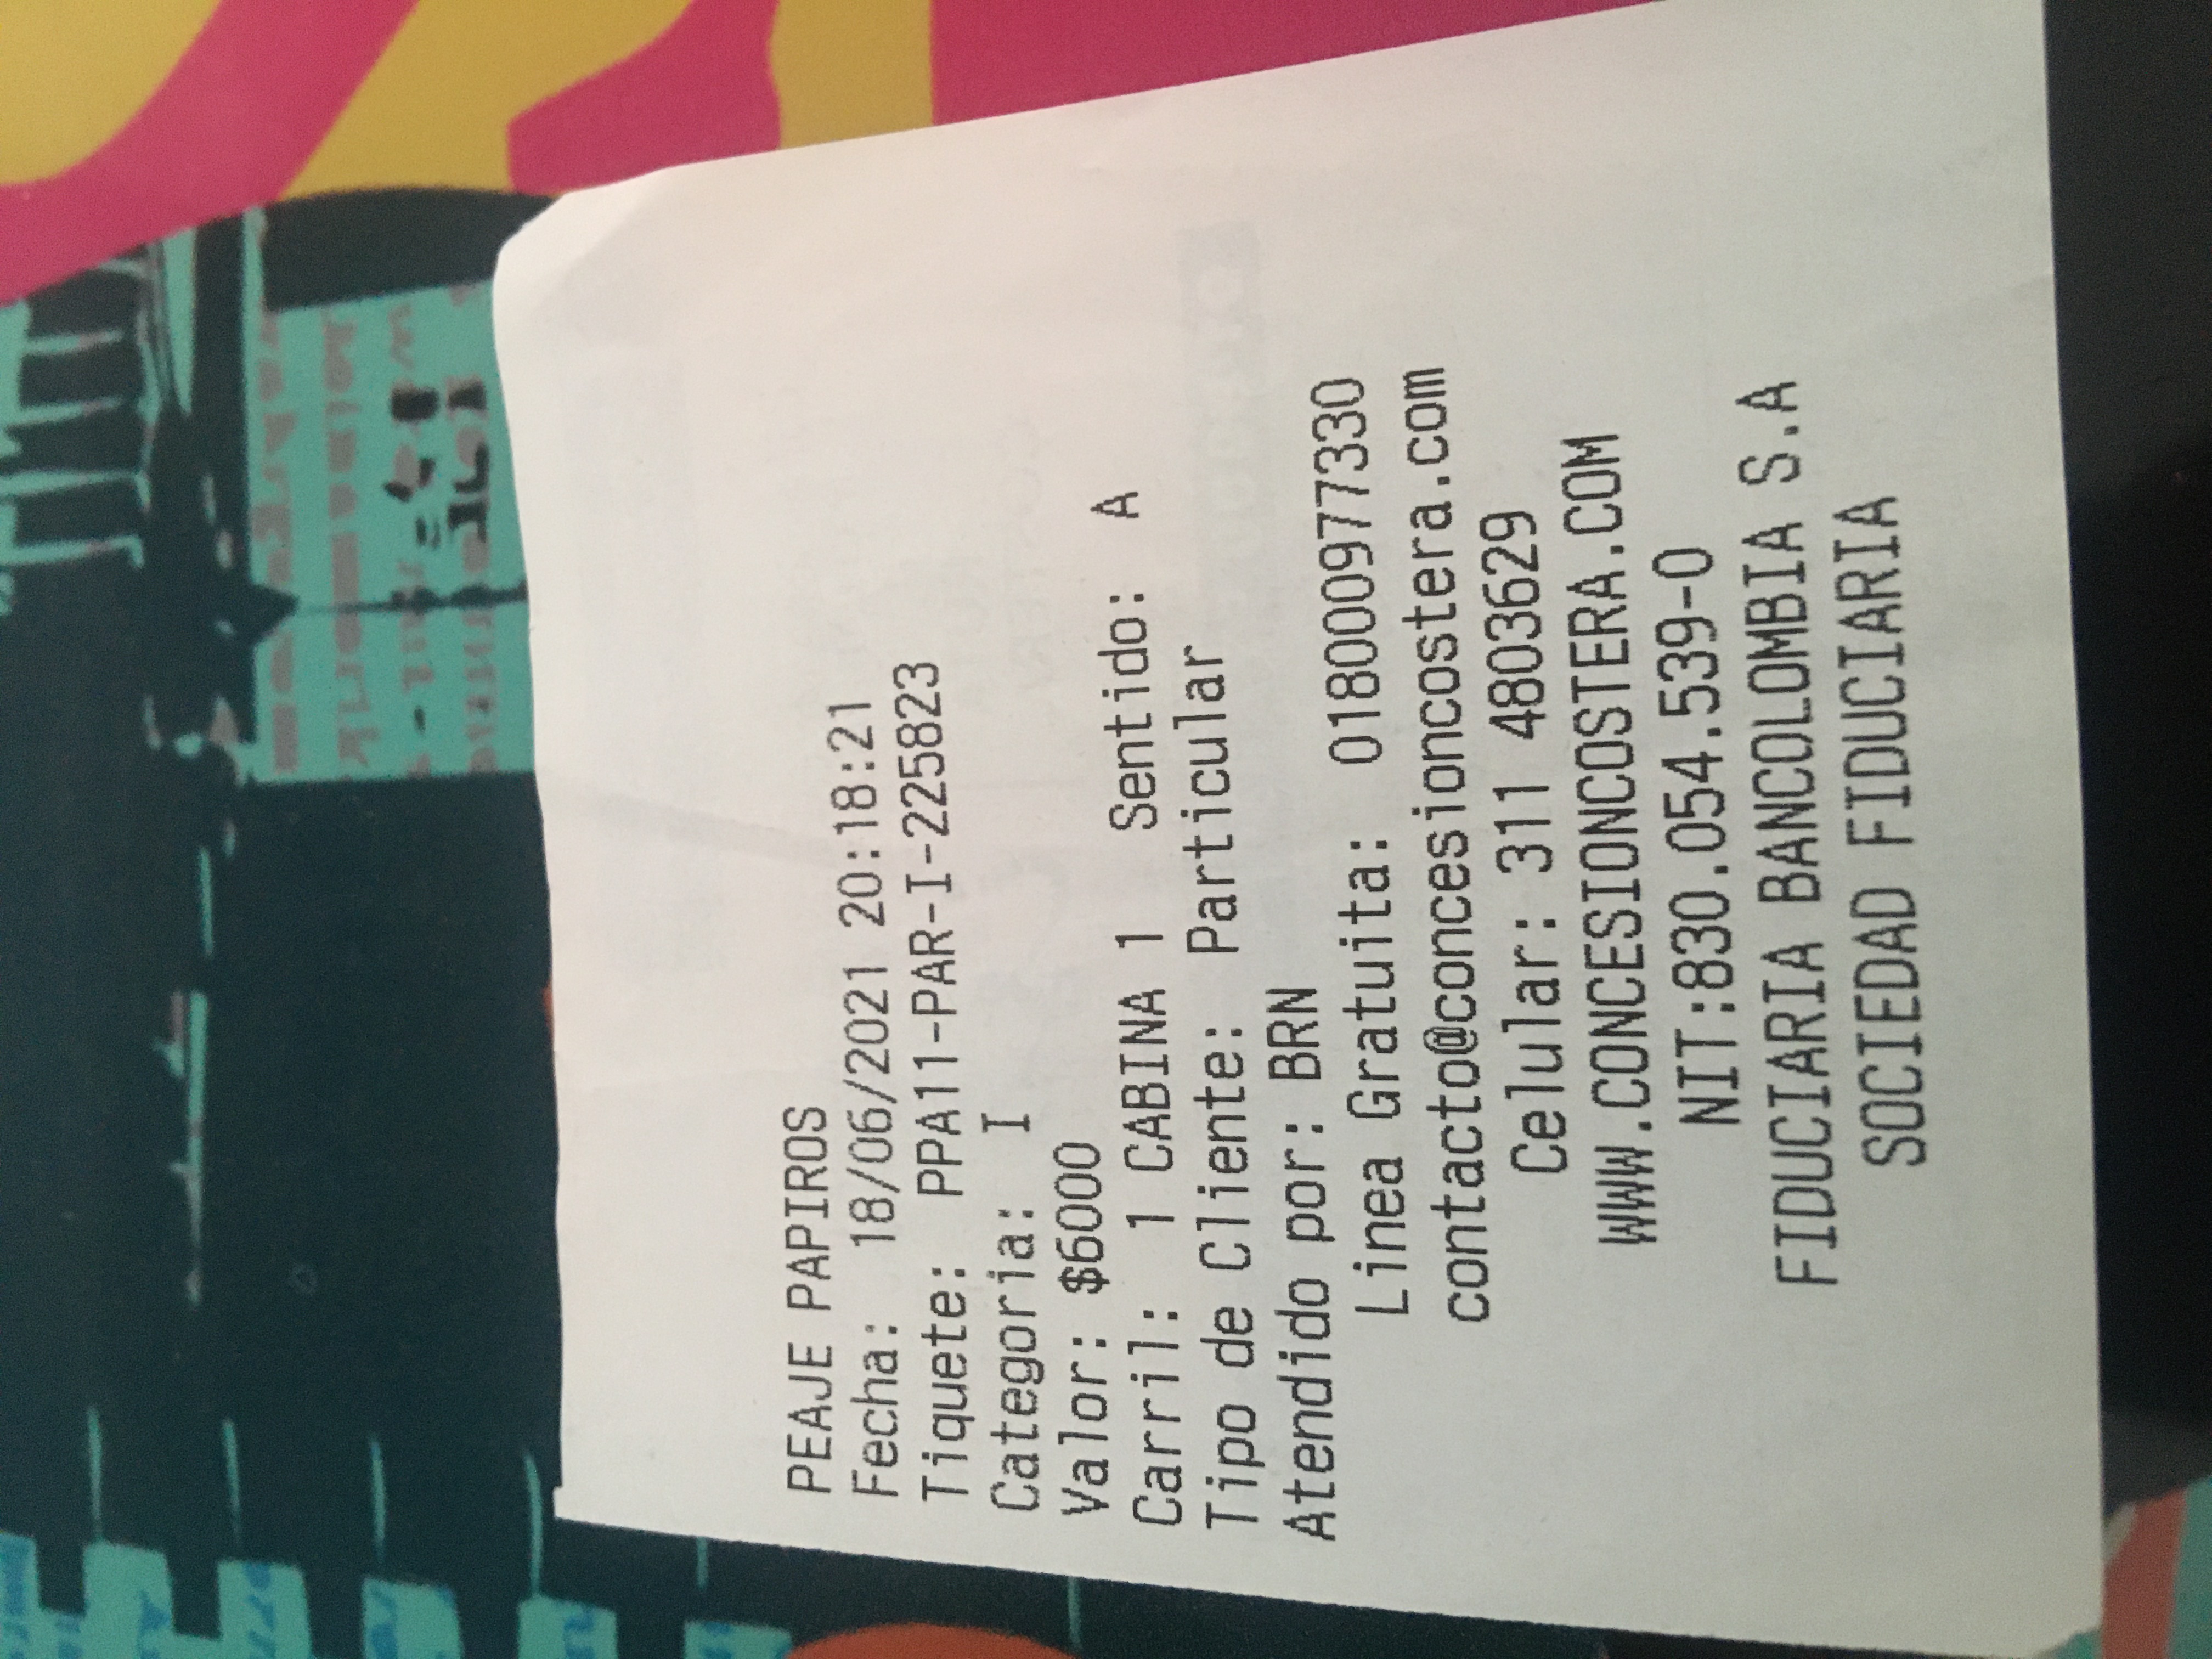 PEAJE PAPIROS
Fecha: 18/06/2021 20:18:21
Tiquete: PPA11-PAR-I-225823
Categoria: I
Valor: $6000
Carril: 1 CABINA 1 Sentido: A
Tipo de Cliente: Particular
Atendido por: BRN
Linea Gratuita: 018000977330
contacto@concesioncostera.com
Celular: 311 4803629
WWW.CONCESIONCOSTERA.COM
NIT:830.054.539-0
FIDUCIARIA BANCOLOMBIA S.A
SOCIEDAD FIDUCIARIA